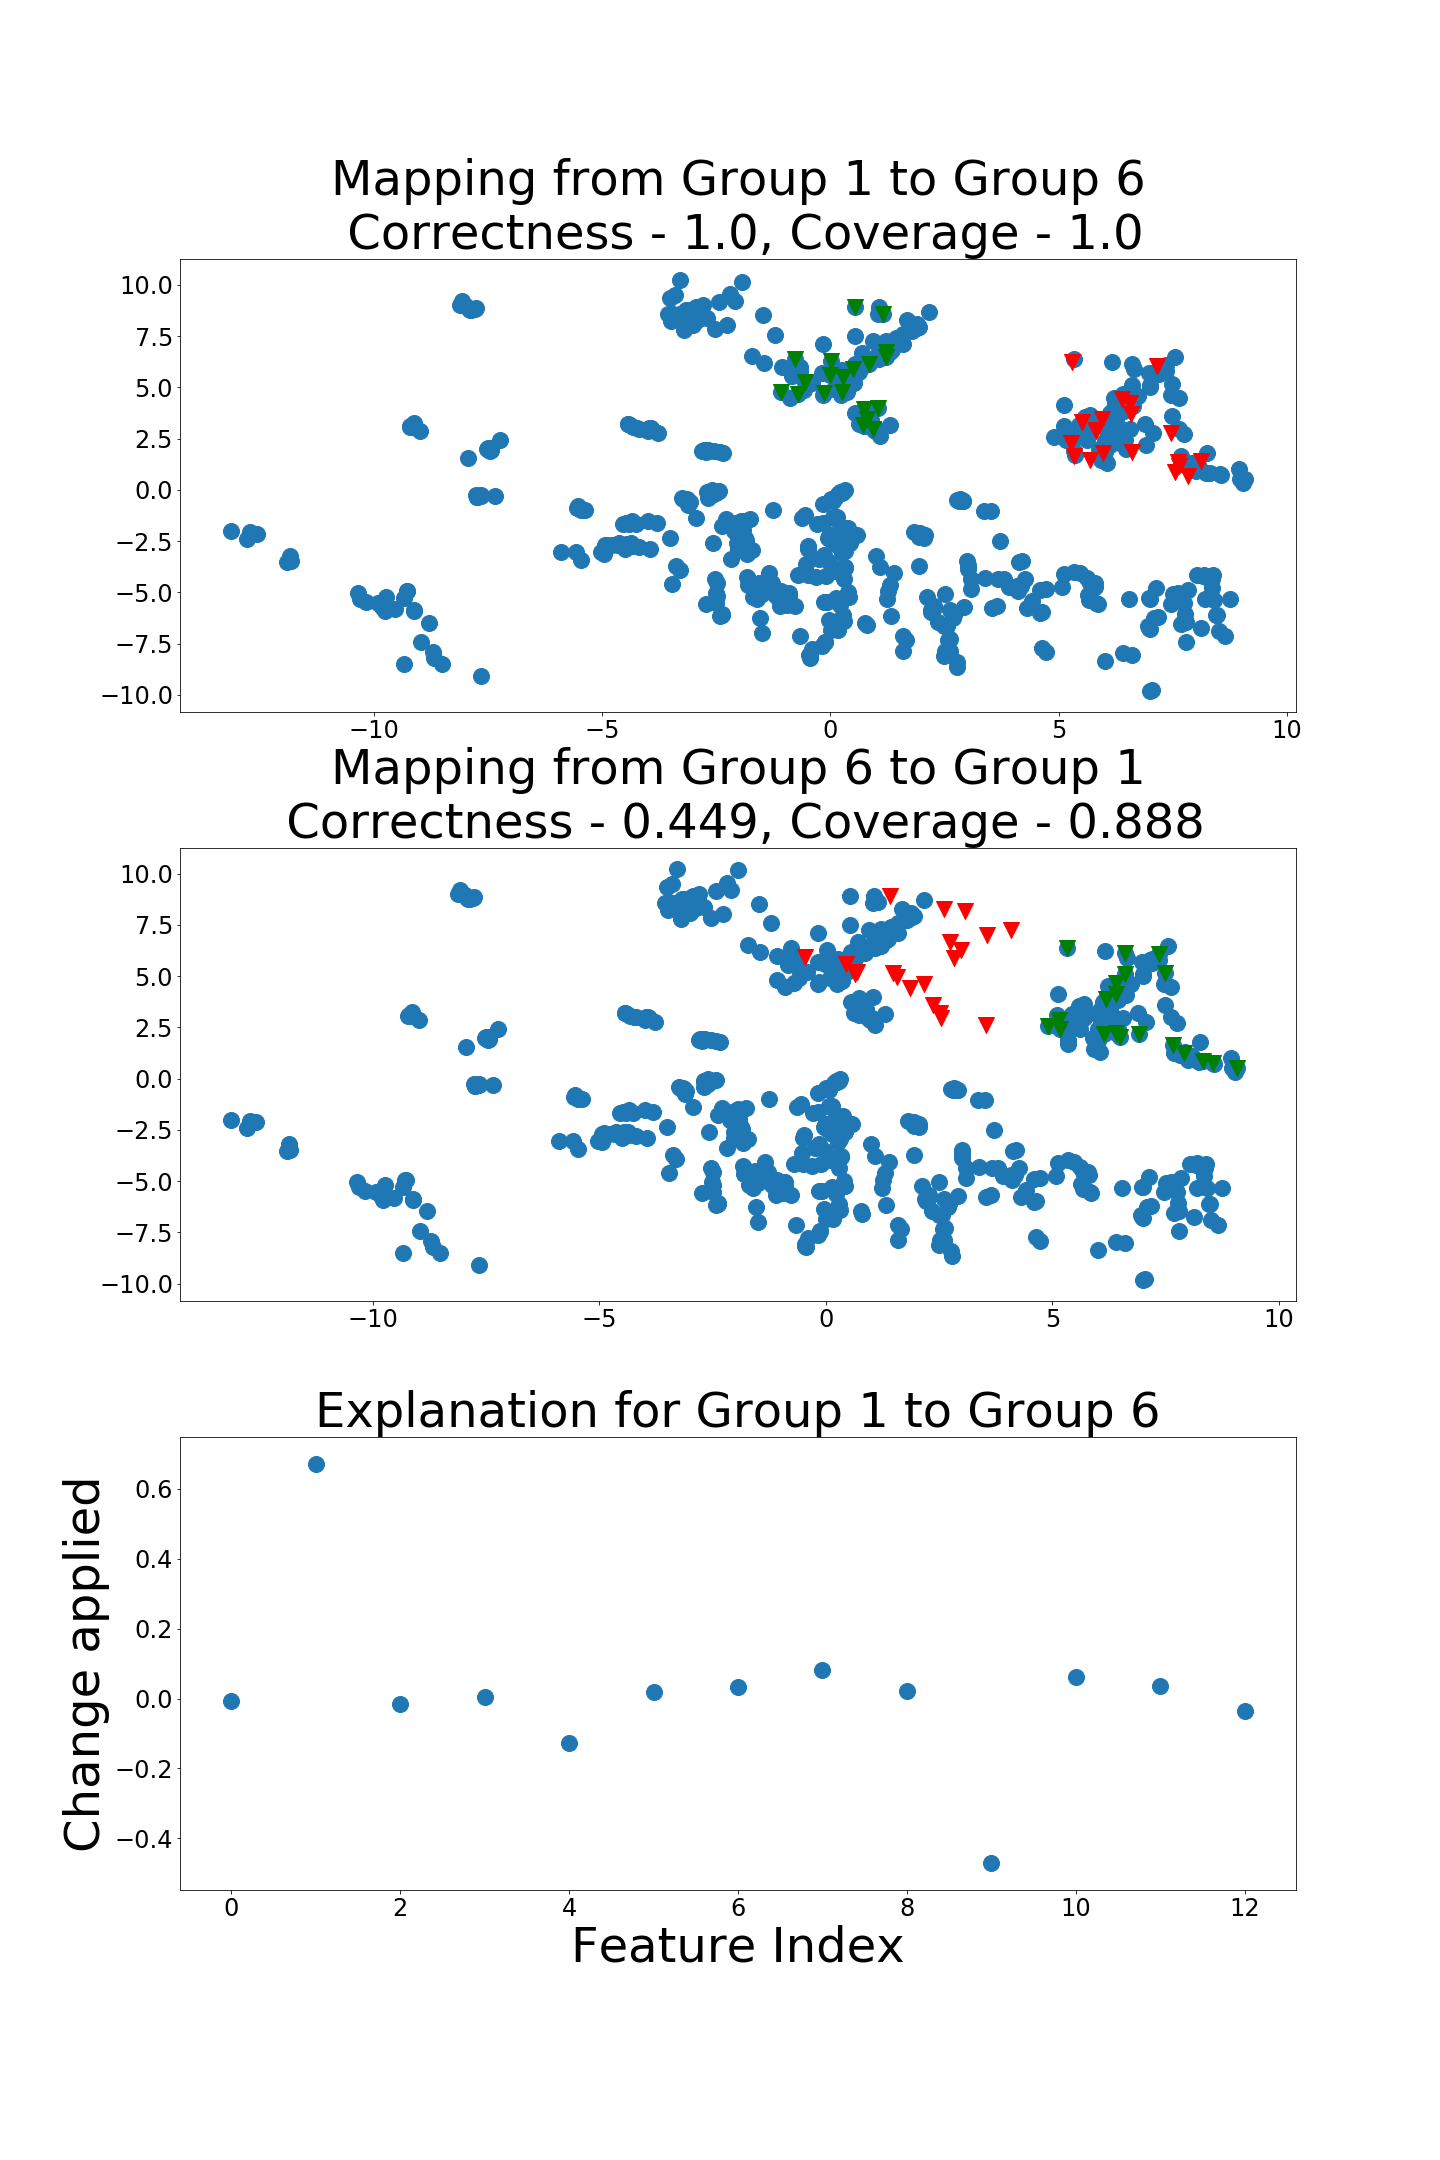 Mapping from Group 1 to Group 6
Correctness - 1.0, Coverage - 1.0
10.0
7.5
5.0
2.5
0.0
−2.5
−5.0
−7.5
−10.0
−10 −5 0 5 10
Mapping from Group 6 to Group 1
Correctness - 0.449, Coverage - 0.888
10.0
7.5
5.0
2.5
0.0
−2.5
−5.0
−7.5
−10.0
−10 −5 0 5 10
Explanation for Group 1 to Group 6
Change applied
0.6
0.4
0.2
0.0
−0.2
−0.4
0 2 4 6 8 10 12
Feature Index